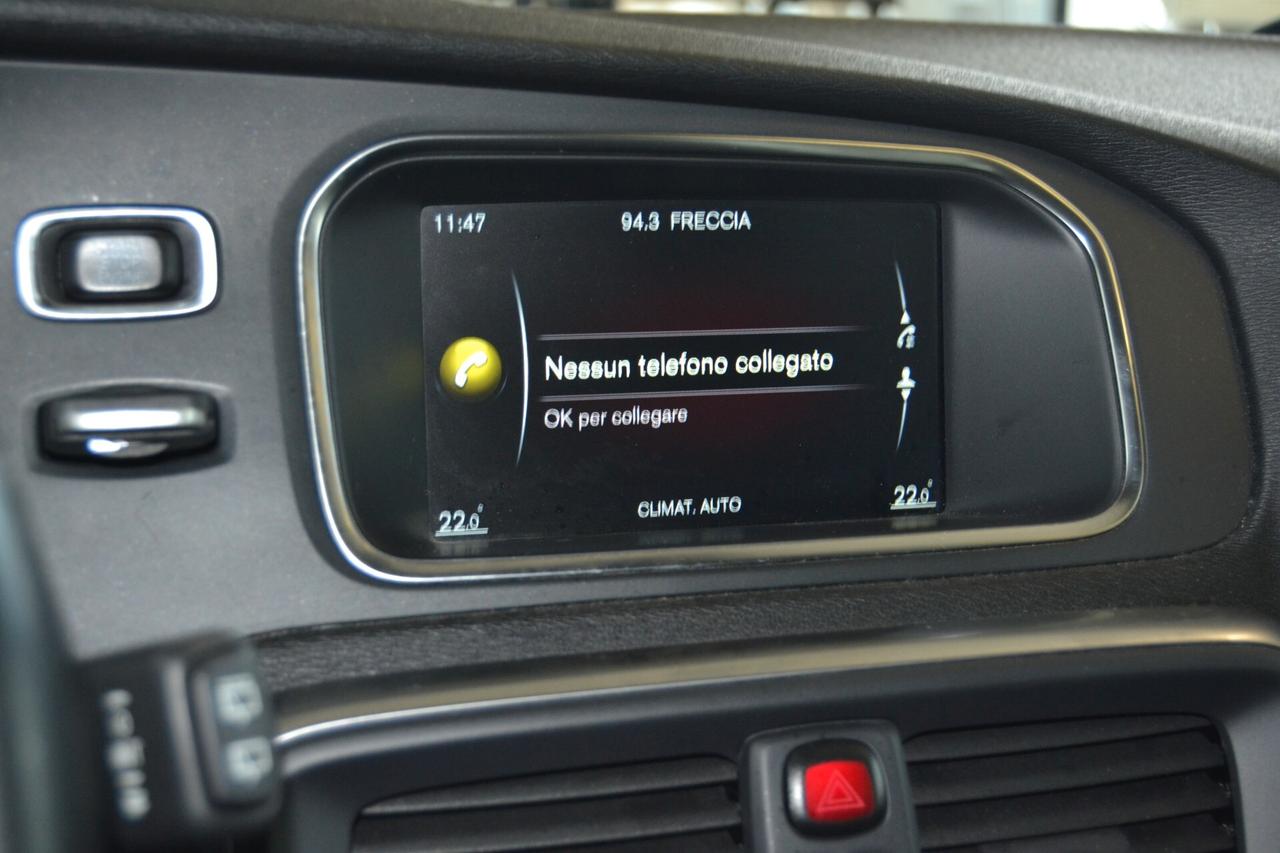 11:47
94.3 FRECCIA
Nessun telefono collegato
OK per collegare
22.0°
CLIMAT. AUTO
22.0°